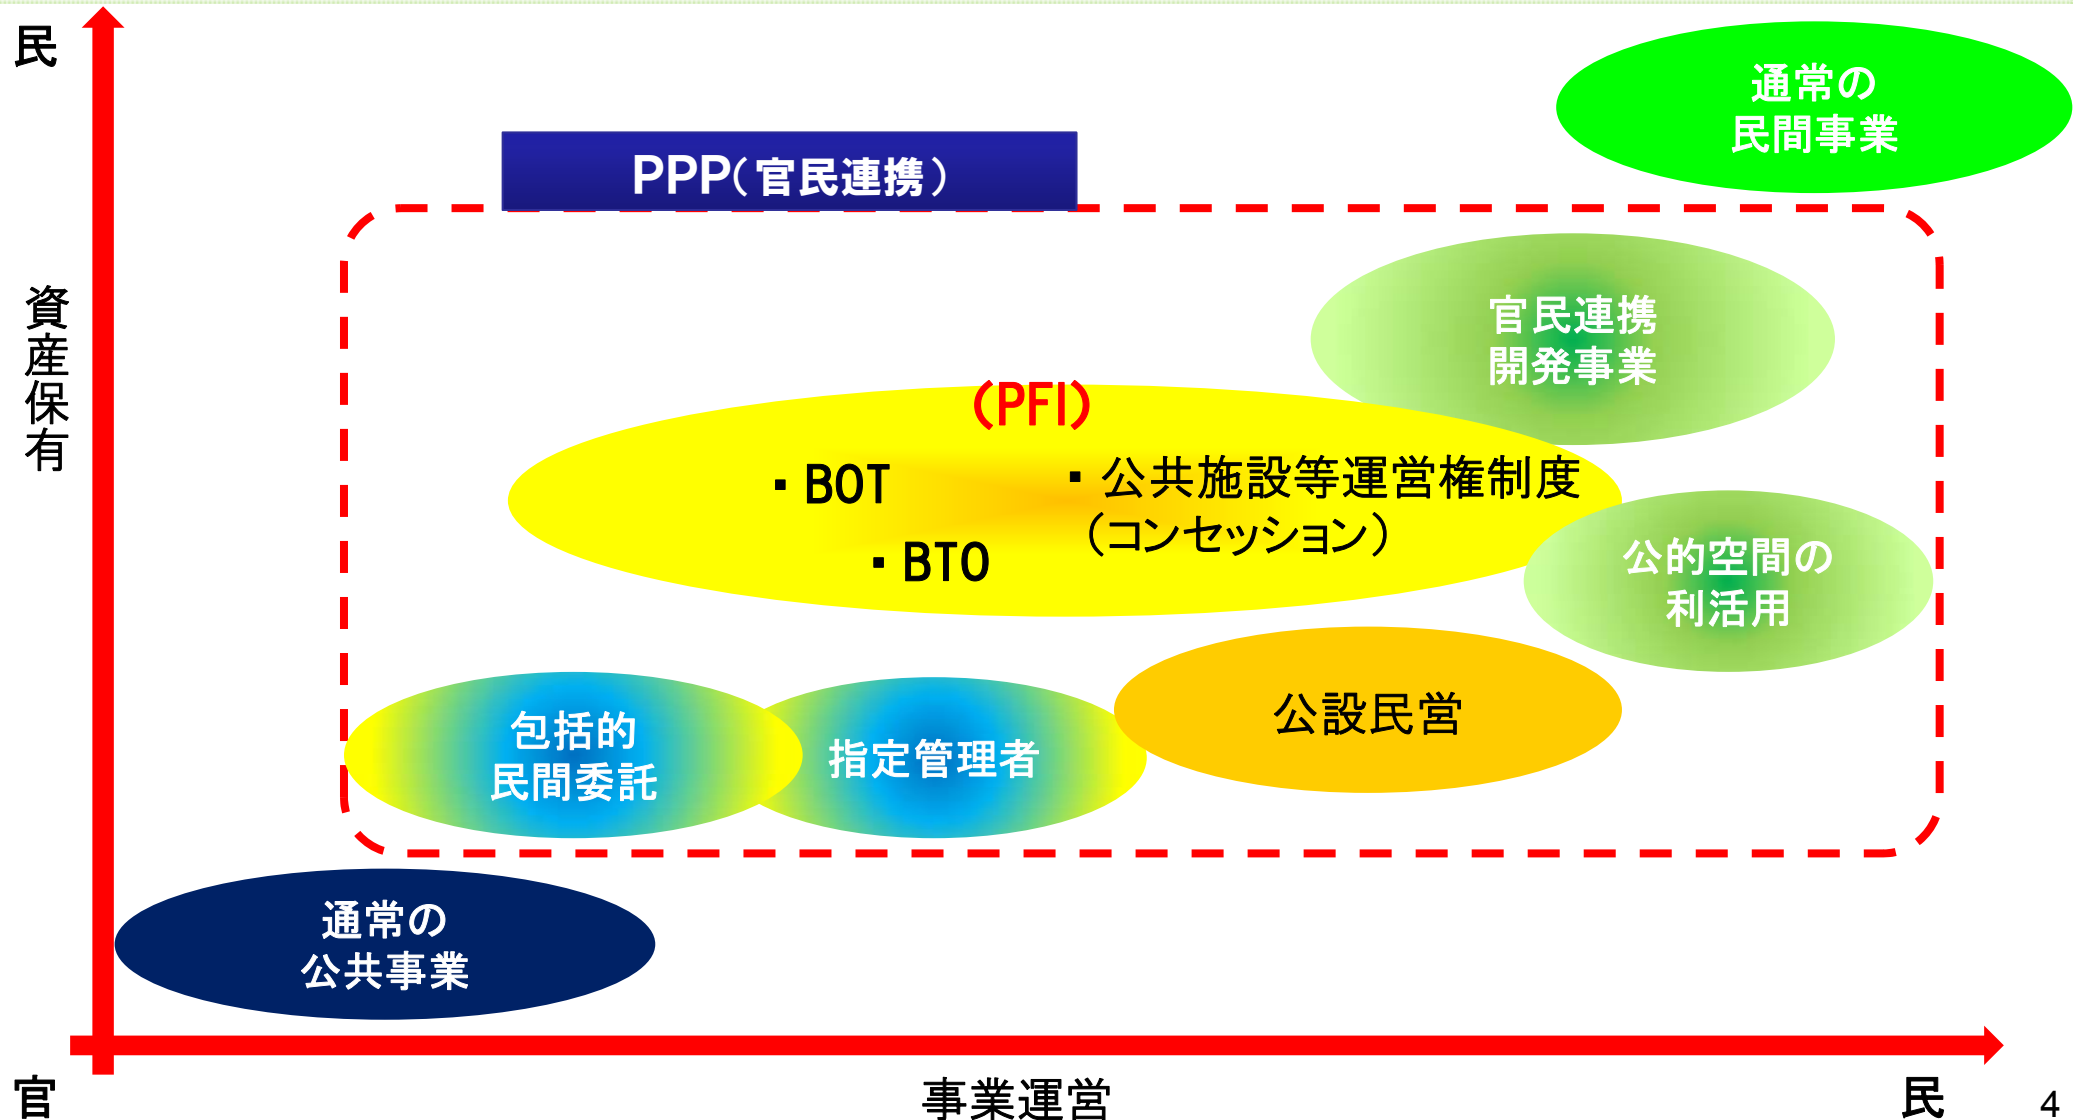 民
通常の
民間事業
PPP(官民連携)
資産保有
官民連携
開発事業
(PFI)
・BOT
・公共施設等運営権制度
(コンセッション)
・BTO
公的空間の
利活用
公設民営
包括的
民間委託
指定管理者
通常の
公共事業
官
事業運営
民
4